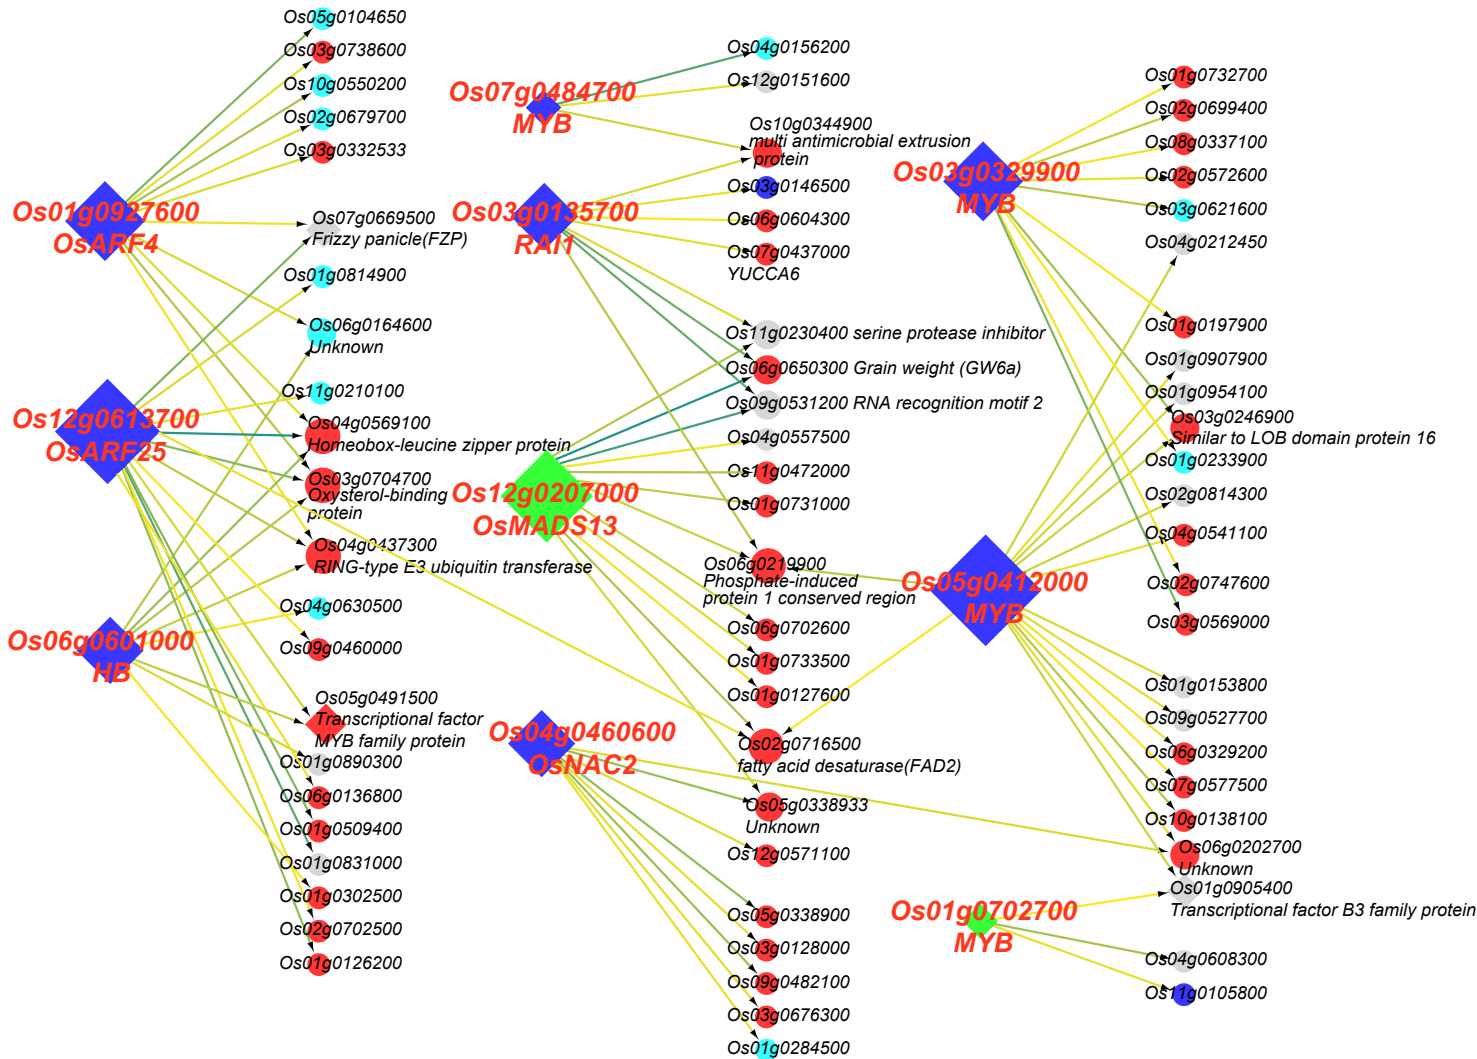 Os05g0104650
Os03g0738600
Os10g0550200
Os02g0679700
Os03g0332533
Os01g0927600
OsARF4
Os07g0669500
Frizzy panicle(FZP)
Os01g0814900
Os06g0164600
Unknown
Os11g0210100
Os12g0613700
OsARF25
Os04g0569100
Homeobox-leucine zipper protein
Os03g0704700
Oxysterol-binding
protein
Os04g0437300
RING-type E3 ubiquitin transferase
Os04g0630500
Os06g0601000
HB
Os09g0460000
Os05g0491500
Transcriptional factor
MYB family protein
Os01g0890300
Os06g0136800
Os01g0509400
Os01g0831000
Os01g0302500
Os02g0702500
Os01g0126200
Os04g0156200
Os12g0151600
Os07g0484700
MYB
Os10g0344900
multi antimicrobial extrusion
protein
Os03g0146500
Os03g0135700
RAI1
Os06g0604300
Os07g0437000
YUCCA6
Os11g0230400 serine protease inhibitor
Os06g0650300 Grain weight (GW6a)
Os09g0531200 RNA recognition motif 2
Os04g0557500
Os11g0472000
Os12g0207000
OsMADS13
Os01g0731000
Os06g0219900
Phosphate-induced
protein 1 conserved region
Os06g0702600
Os01g0733500
Os01g0127600
Os04g0460600
OsNAC2
Os02g0716500
fatty acid desaturase(FAD2)
Os05g0338933
Unknown
Os12g0571100
Os05g0338900
Os03g0128000
Os09g0482100
Os03g0676300
Os01g0284500
Os01g0732700
Os02g0699400
Os08g0337100
Os03g0329900
MYB
Os02g0572600
Os03g0621600
Os04g0212450
Os01g0197900
Os01g0907900
Os01g0954100
Os03g0246900
Similar to LOB domain protein 16
Os01g0233900
Os02g0814300
Os04g0541100
Os05g0412000
MYB
Os02g0747600
Os03g0569000
Os01g0153800
Os09g0527700
Os06g0329200
Os07g0577500
Os10g0138100
Os06g0202700
Unknown
Os01g0905400
Transcriptional factor B3 family protein
Os01g0702700
MYB
Os04g0608300
Os11g0105800